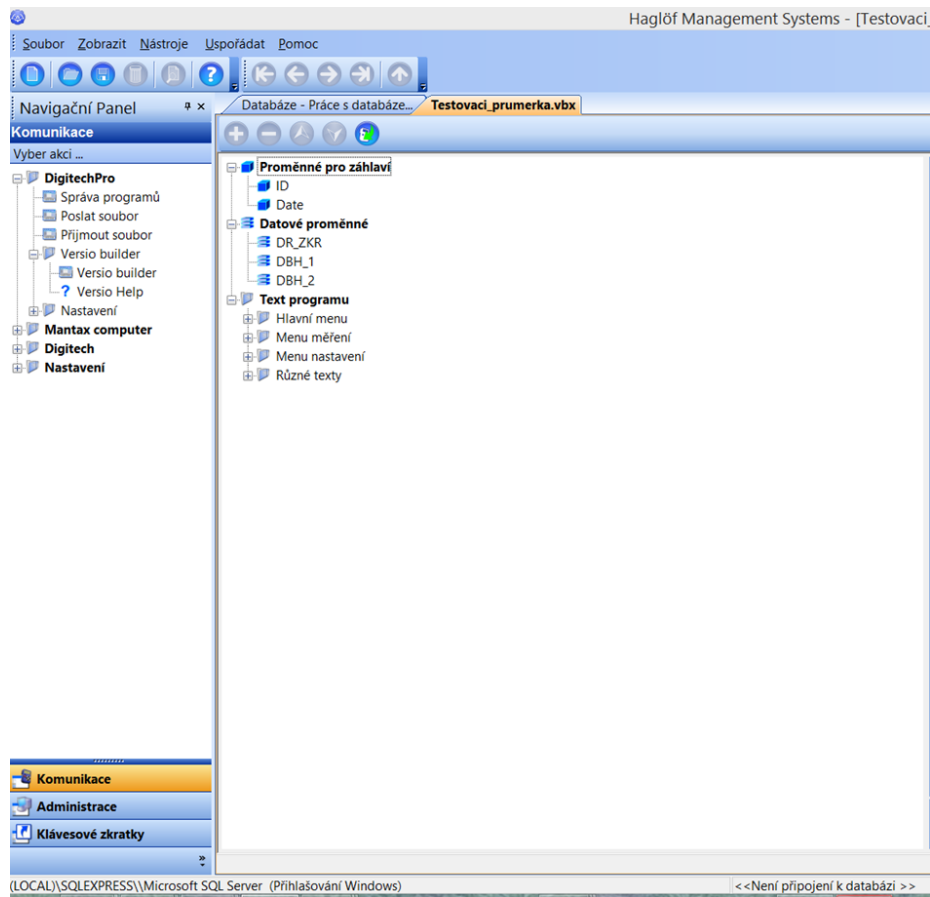 Haglöf Management Systems - [Testovaci_
Soubor Zobrazit Nástroje Uspořádat Pomoc
Navigační Panel
Databáze - Práce s databáze... Testovaci_prumerka.vbx
Komunikace
Vyber akci ...
DigitechPro
Správa programů
Poslat soubor
Přijmout soubor
Versio builder
Versio builder
? Versio Help
Nastavení
Mantax computer
Digitech
Nastavení
Proměnné pro záhlaví
ID
Date
Datové proměnné
DR_ZKR
DBH_1
DBH_2
Text programu
Hlavní menu
Menu měření
Menu nastavení
Různé texty
Komunikace
Administrace
Klávesové zkratky
(LOCAL)\SQLEXPRESS\\Microsoft SQL Server (Přihlašování Windows)
<<Není připojení k databázi >>